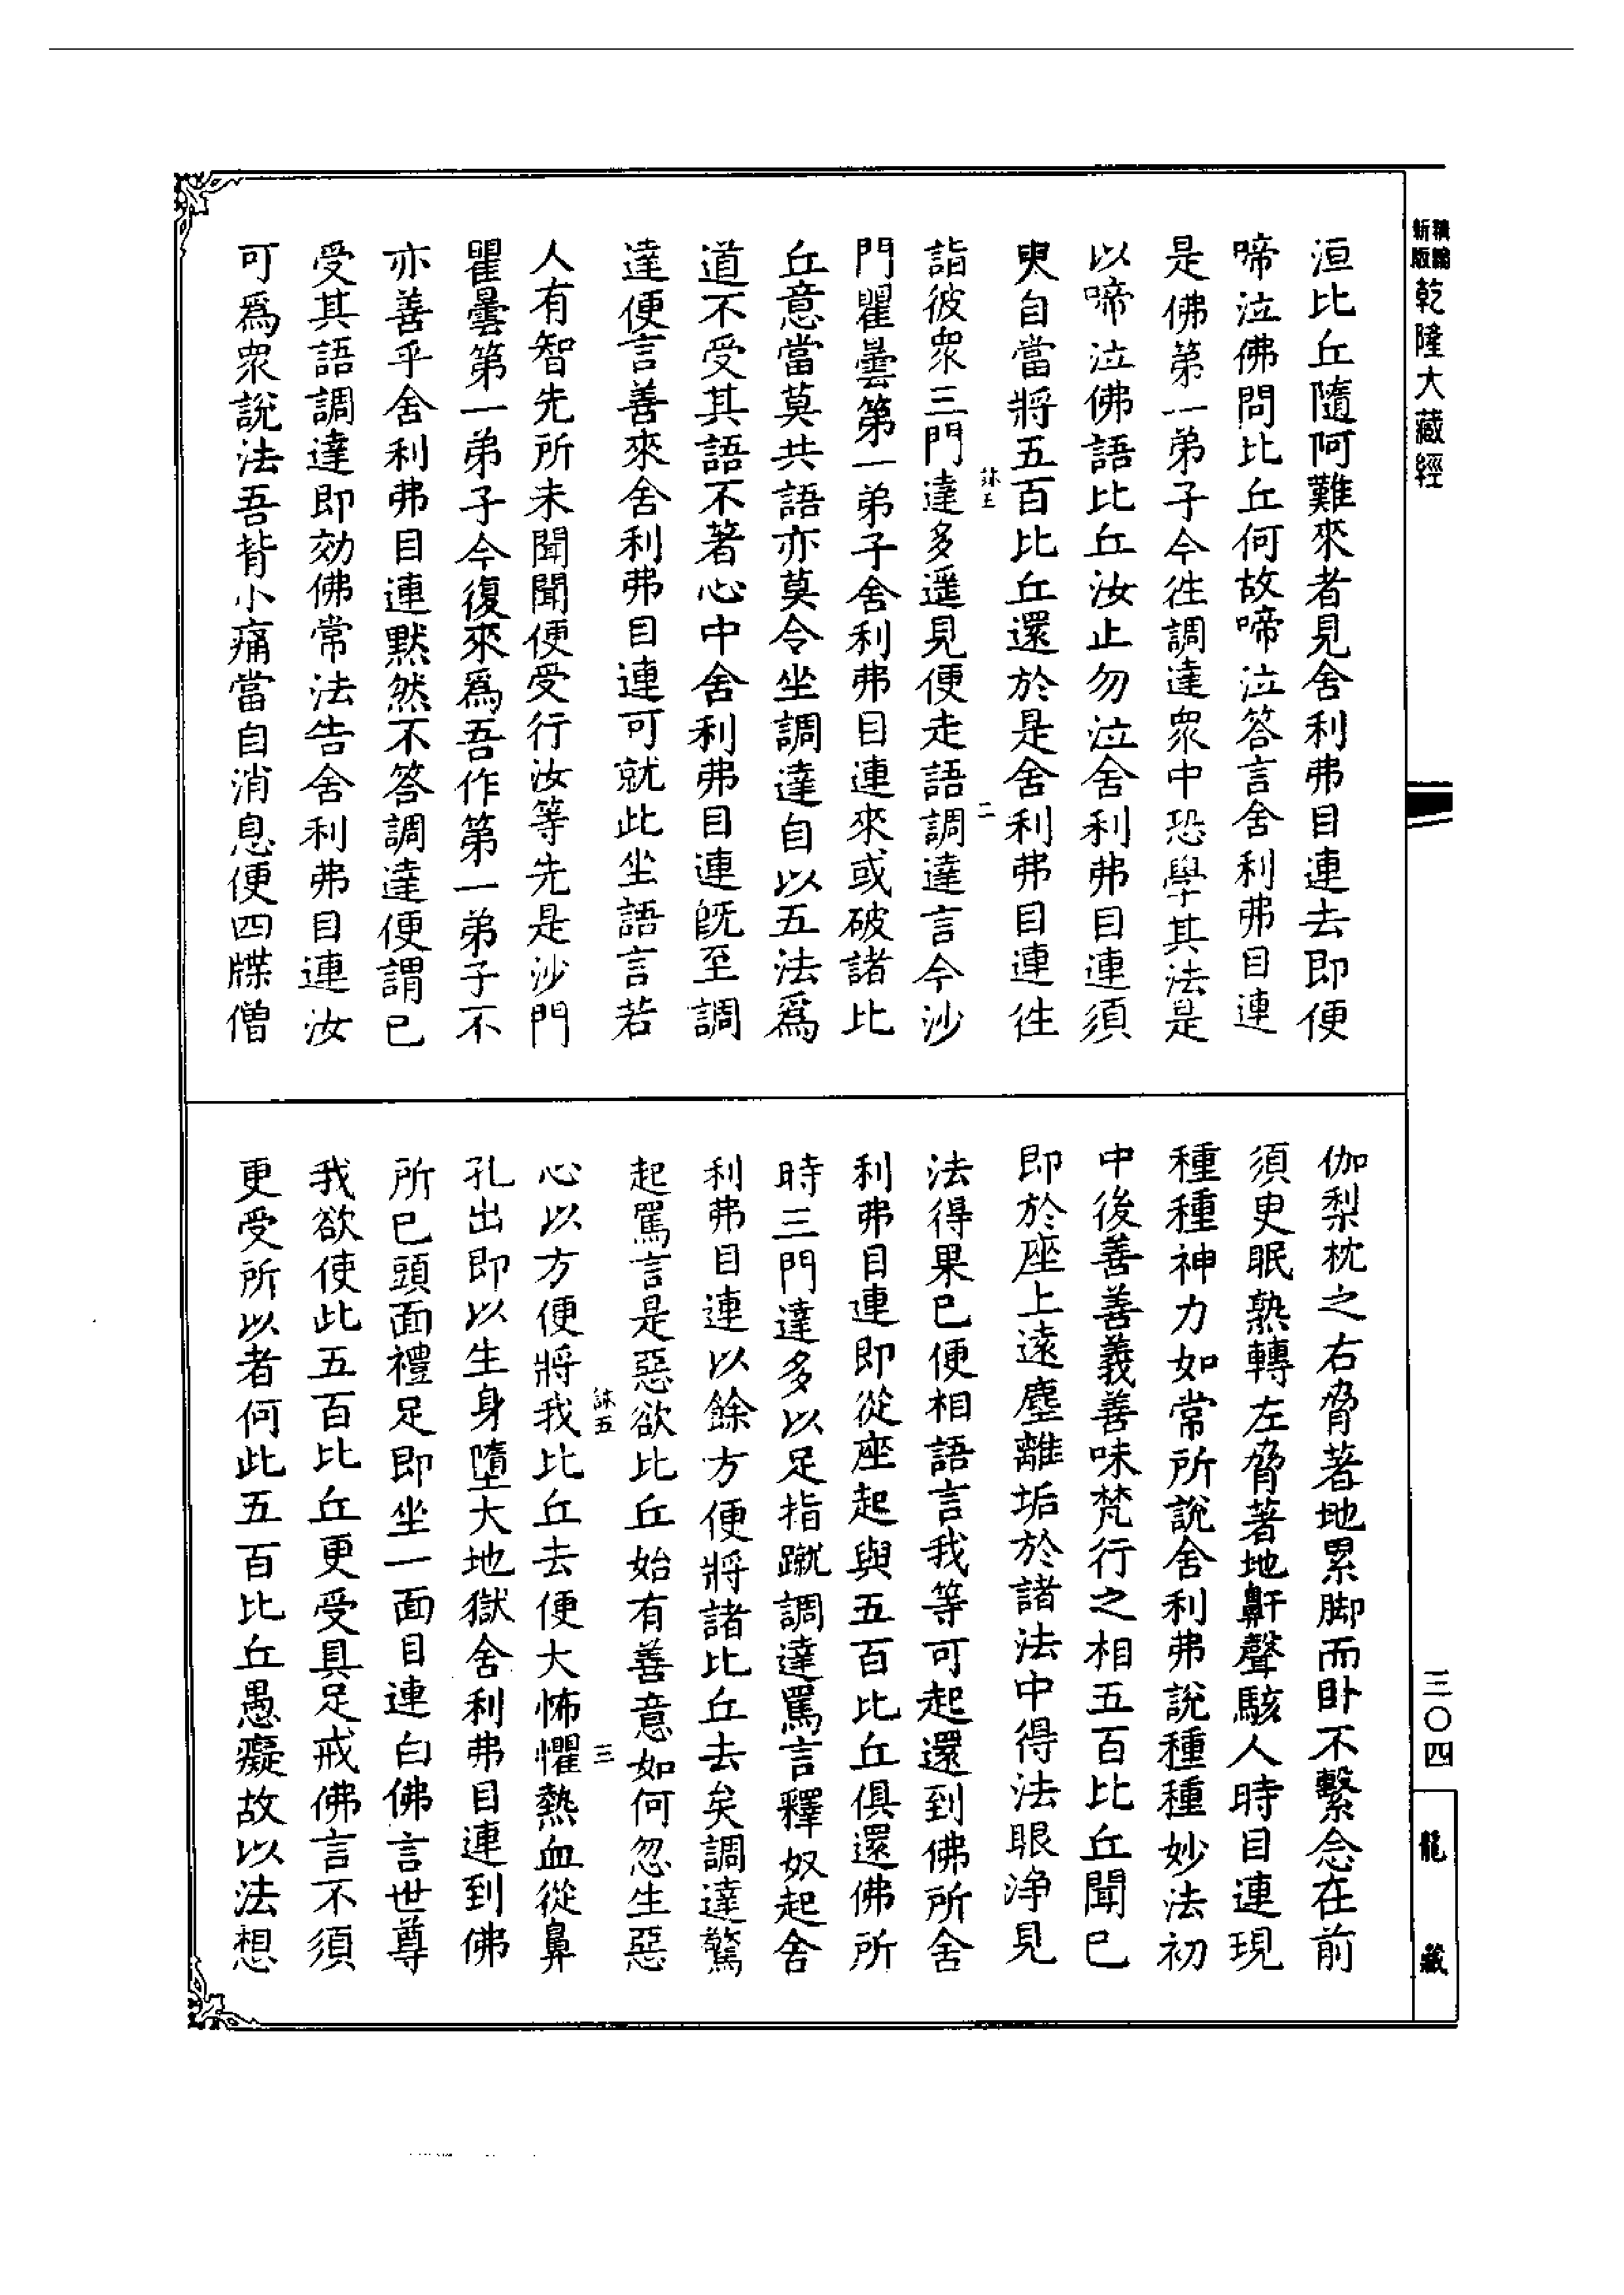 新版
精編
乾隆大藏經
洹比丘隨阿難來者見舍利弗目連去即便
啼泣佛問比丘何故啼泣答言舍利弗目連
是佛第一弟子今往調達眾中恐學其法是
以啼泣佛語比丘汝止勿泣舍利弗目連須
臾自當將五百比丘還於是舍利弗目連往
詣彼眾三門達多遥見便走語調達言今沙
門瞿曇第一弟子舍利弗目連來或破諸比
丘意當莫共語亦莫令坐調達自以五法為
道不受其語不著心中舍利弗目連旣至調
達便言善來舍利弗目連可就此坐語言若
人有智先所未聞聞便受行汝等先是沙門
瞿曇第一弟子今復來為吾作第一弟子不
亦善乎舍利弗目連默然不答調達便謂已
受其語調達即効佛常法告舍利弗目連汝
可為眾說法吾背小痛當自消息便四牒僧
二
伽梨枕之右脅著地累脚而卧不繫念在前
須臾眠熟轉左脅著地鼾聲駭人時目連現
種種神力如常所說舍利弗說種種妙法初
中後善善義善味梵行之相五百比丘聞已
即於座上遠塵離垢於諸法中得法眼淨見
法得果已便相語言我等可起還到佛所舍
利弗目連即從座起與五百比丘俱還佛所
時三門達多以足指蹴調達罵言釋奴起舍
利弗目連以餘方便將諸比丘去矣調達驚
起罵言是惡欲比丘始有善意如何忽生惡
三
心以方便將我比丘去便大怖懼熱血從鼻
孔出即以生身墮大地獄舍利弗目連到佛
所已頭面禮足即坐一面目連白佛言世尊
我欲使此五百比丘更受具足戒佛言不須
更受所以者何此五百比丘愚癡故以法想
三〇四
龍藏